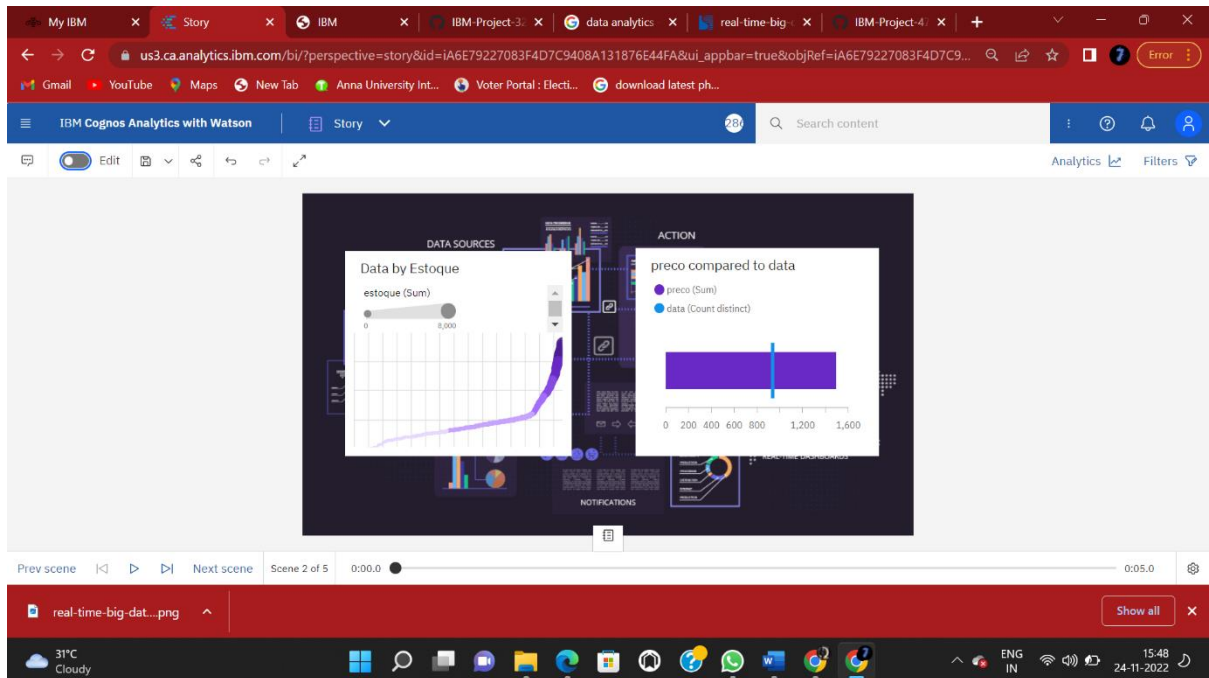 My IBM
Story
IBM
IBM-Project-32
data analytics
real-time-big-
IBM-Project-47
us3.ca.analytics.ibm.com/bi/?perspective=story&id=iA6E79227083F4D7C9408A131876E44FA&ui_appbar=true&objRef=iA6E79227083F4D7C9...
7
Error
Gmail
YouTube
Maps
New Tab
Anna University Int...
Voter Portal : Electi...
download latest ph...
IBM Cognos Analytics with Watson
Story
Search content
Edit
Analytics
Filters
DATA SOURCES
ACTION
Data by Estoque
estoque (Sum)
0 8,000
preco compared to data
preco (Sum)
data (Count distinct)
0 200 400 600 800 1,200 1,600
NOTIFICATIONS
Prev scene
Next scene
Scene 2 of 5
0:00.0
0:05.0
real-time-big-dat....png
Show all
31°C
Cloudy
ENG
IN
15:48
24-11-2022